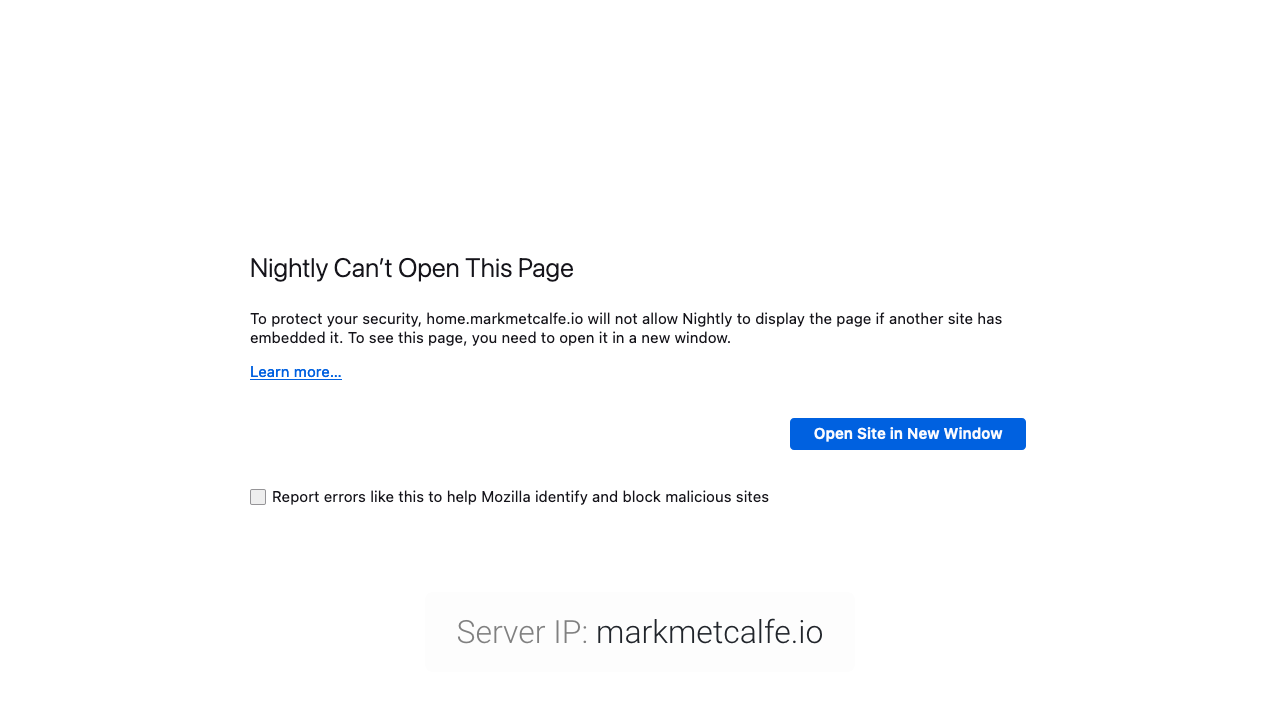 Nightly Can’t Open This Page
To protect your security, home.markmetcalfe.io will not allow Nightly to display the page if another site has
embedded it. To see this page, you need to open it in a new window.
Learn more…
Open Site in New Window
Report errors like this to help Mozilla identify and block malicious sites
Server IP: markmetcalfe.io